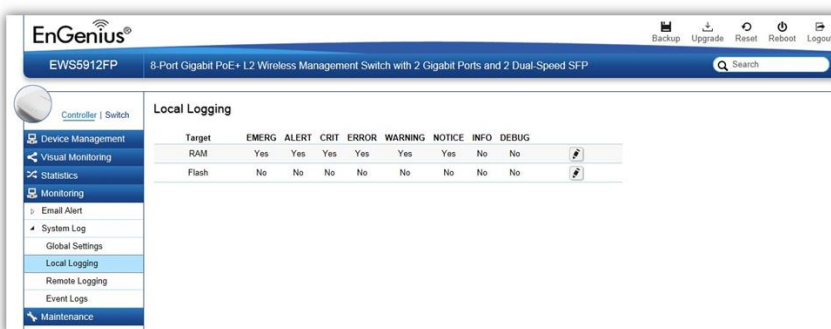 EnGenius®
Backup Upgrade Reset Reboot Logout
EWS5912FP
8-Port Gigabit PoE+ L2 Wireless Management Switch with 2 Gigabit Ports and 2 Dual-Speed SFP
Search
Controller | Switch
Device Management
Visual Monitoring
Statistics
Monitoring
Email Alert
System Log
Global Settings
Local Logging
Remote Logging
Event Logs
Maintenance
Local Logging
Target EMERG ALERT CRIT ERROR WARNING NOTICE INFO DEBUG
RAM Yes Yes Yes Yes Yes Yes No No
Flash No No No No No No No No